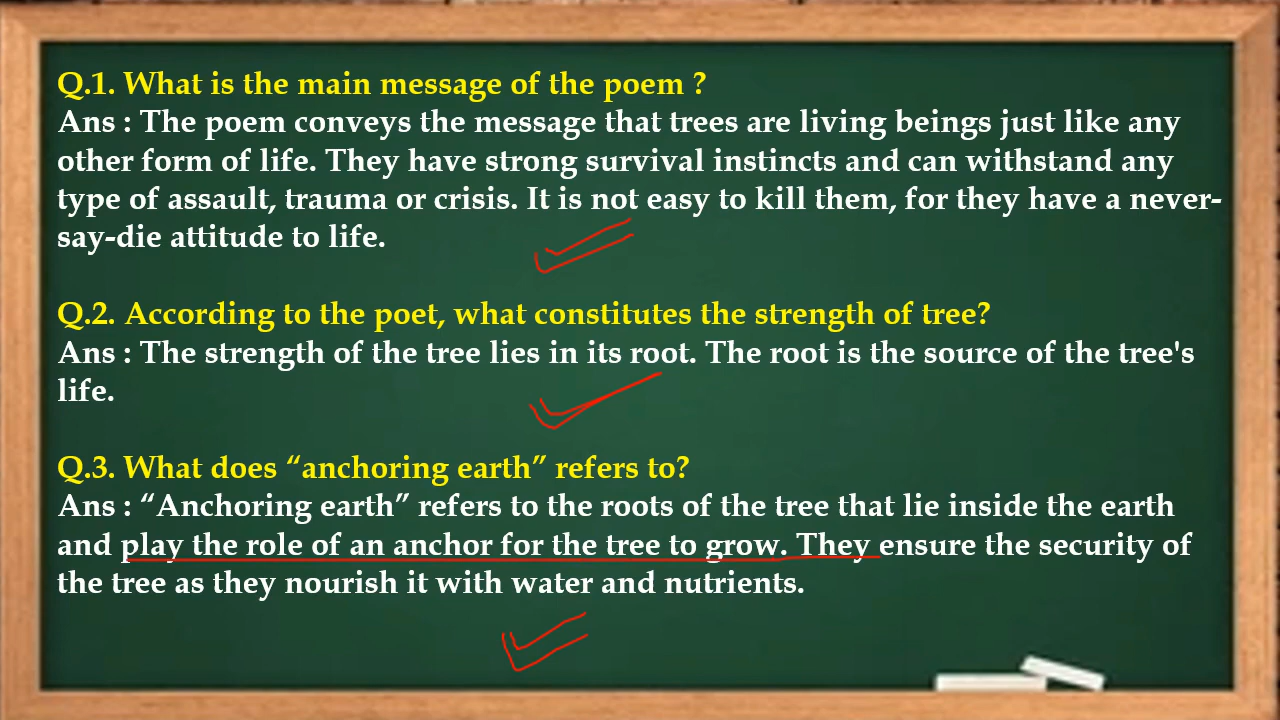 Q.1. What is the main message of the poem ?
Ans : The poem conveys the message that trees are living beings just like any
other form of life. They have strong survival instincts and can withstand any
type of assault, trauma or crisis. It is not easy to kill them, for they have a never-
say-die attitude to life.
Q.2. According to the poet, what constitutes the strength of tree?
Ans : The strength of the tree lies in its root. The root is the source of the tree's
life.
Q.3. What does “anchoring earth” refers to?
Ans : “Anchoring earth” refers to the roots of the tree that lie inside the earth
and play the role of an anchor for the tree to grow. They ensure the security of
the tree as they nourish it with water and nutrients.